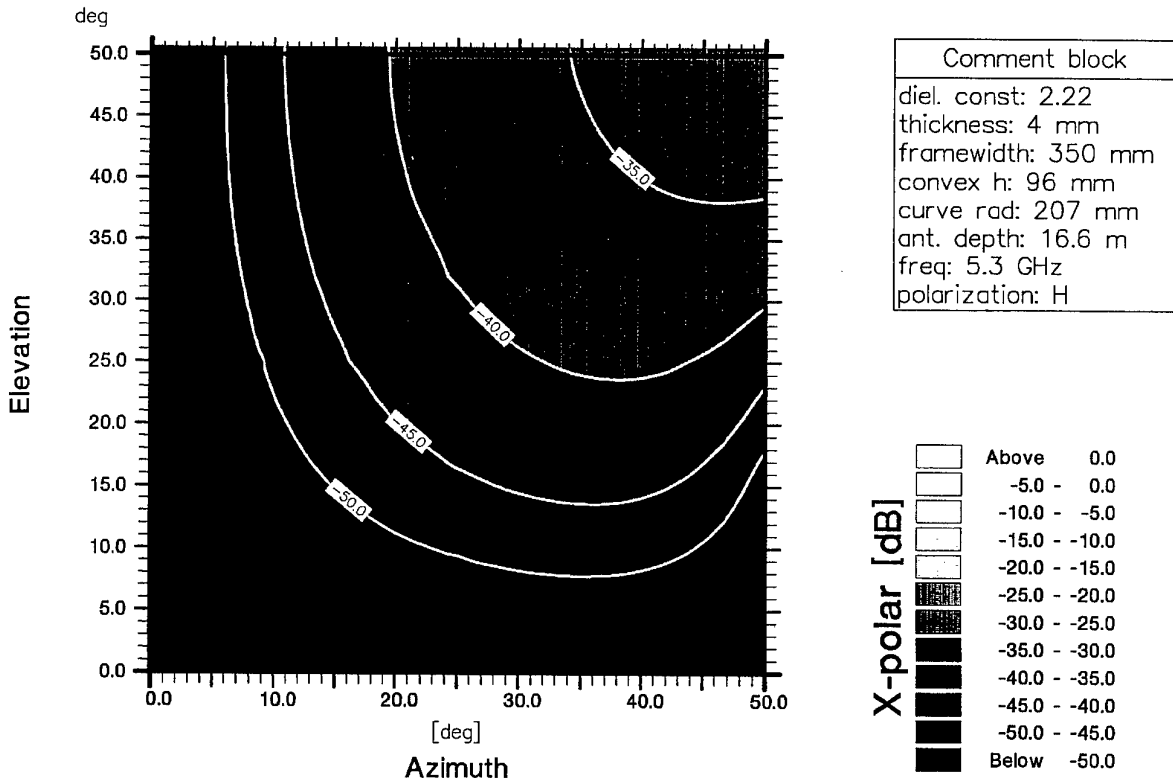 deg
50.0
45.0
40.0
35.0
30.0
25.0
20.0
15.0
10.0
5.0
0.0
Elevation
0.0 10.0 20.0 30.0 40.0 50.0
[deg]
Azimuth
-35.0
-40.0
-45.0
-50.0
Comment block
diel. const: 2.22
thickness: 4 mm
framewidth: 350 mm
convex h: 96 mm
curve rad: 207 mm
ant. depth: 16.6 m
freq: 5.3 GHz
polarization: H
X-polar [dB]
Above 0.0
-5.0 - 0.0
-10.0 - -5.0
-15.0 - -10.0
-20.0 - -15.0
-25.0 - -20.0
-30.0 - -25.0
-35.0 - -30.0
-40.0 - -35.0
-45.0 - -40.0
-50.0 - -45.0
Below -50.0